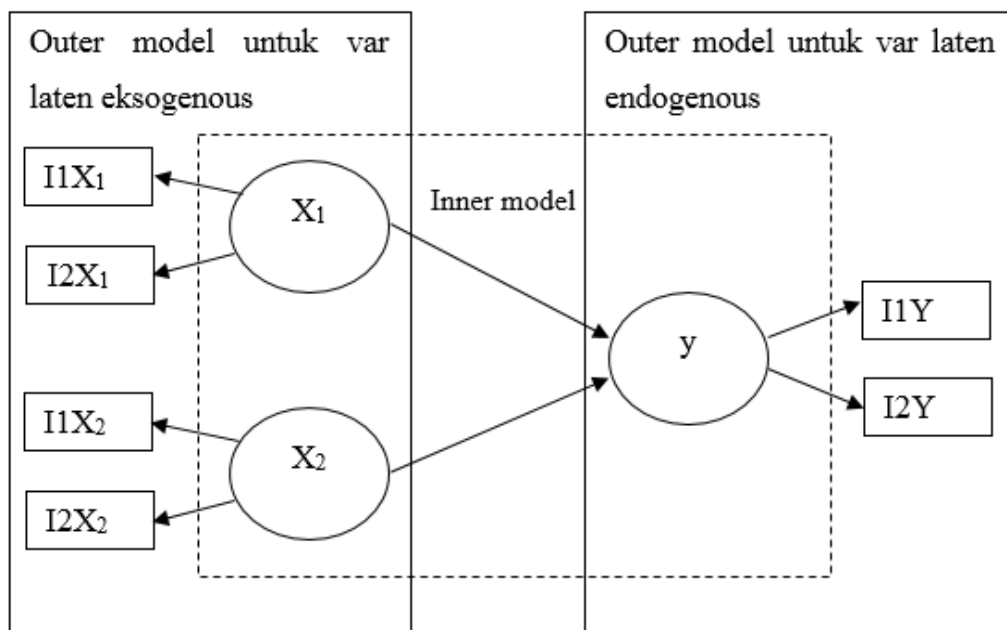 Outer model untuk var
laten eksogenous
Outer model untuk var laten
endogenous
I1X₁
I2X₁
X₁
Inner model
y
I1Y
I2Y
I1X₂
I2X₂
X₂